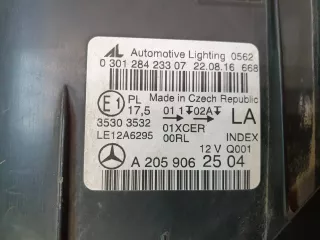 AL Automotive Lighting 0562
0 301 284 233 07 22.08.16 668
E1 PL Made in Czech Republic
17,5 01 1 02A LA
3530 3532 01XCER
LE12A6295 00RL INDEX
12 V Q001
A 205 906 25 04